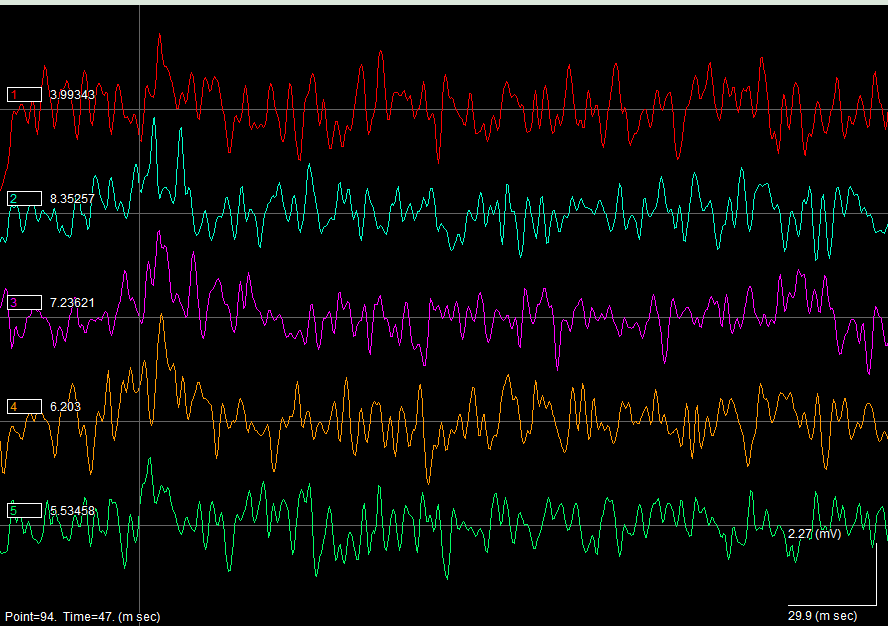 1 3.99343
2 8.35257
3 7.23621
4 6.203
5 5.53458
2.27 (mV)
29.9 (m sec)
Point=94. Time=47. (m sec)